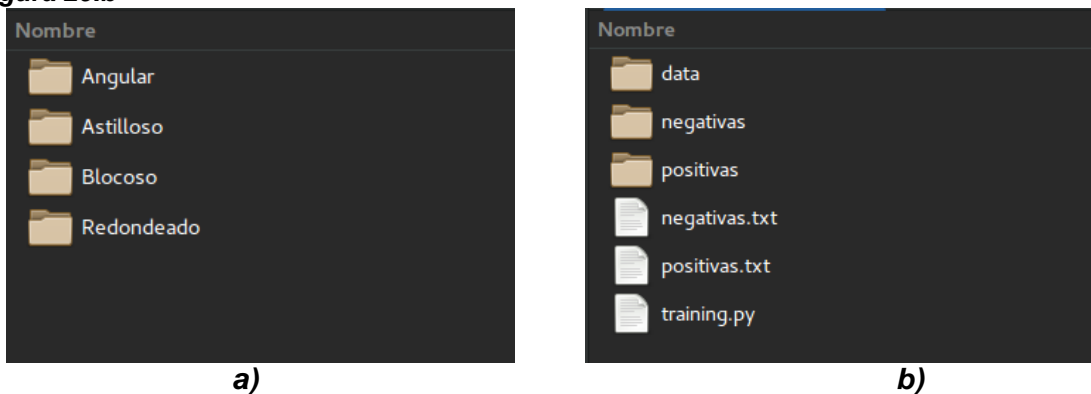 Nombre
Angular
Astilloso
Blocoso
Redondeado
a)
Nombre
data
negativas
positivas
negativas.txt
positivas.txt
training.py
b)